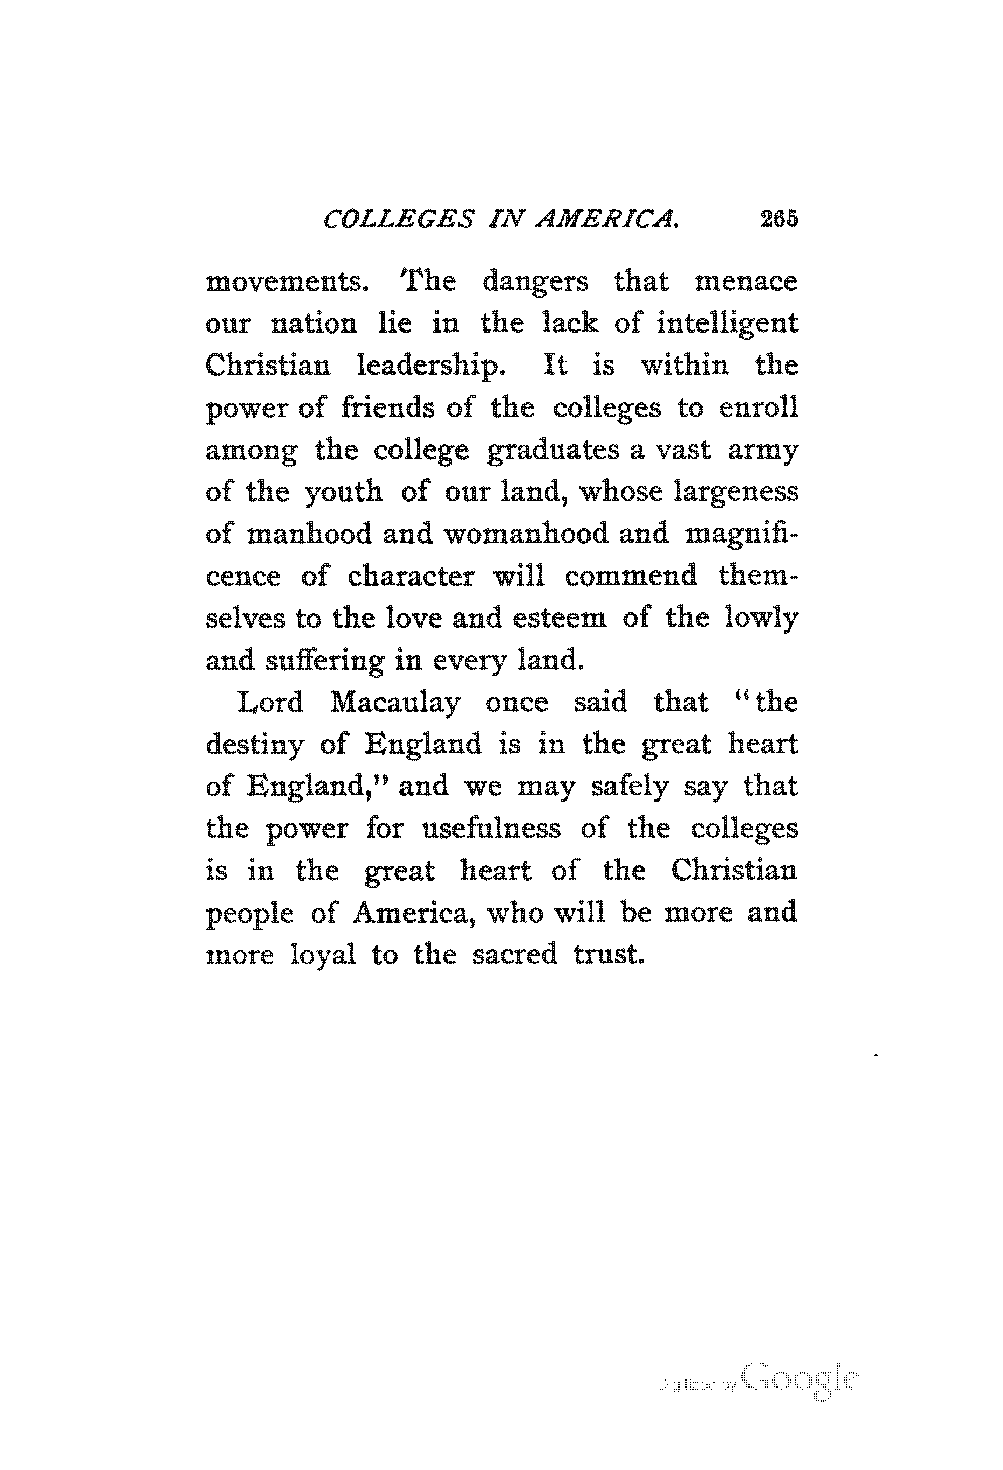 COLLEGES IN AMERICA. 265
movements. The dangers that menace
our nation lie in the lack of intelligent
Christian leadership. It is within the
power of friends of the colleges to enroll
among the college graduates a vast army
of the youth of our land, whose largeness
of manhood and womanhood and magnifi-
cence of character will commend them-
selves to the love and esteem of the lowly
and suffering in every land.
Lord Macaulay once said that "the
destiny of England is in the great heart
of England," and we may safely say that
the power for usefulness of the colleges
is in the great heart of the Christian
people of America, who will be more and
more loyal to the sacred trust.
Digitized by Google